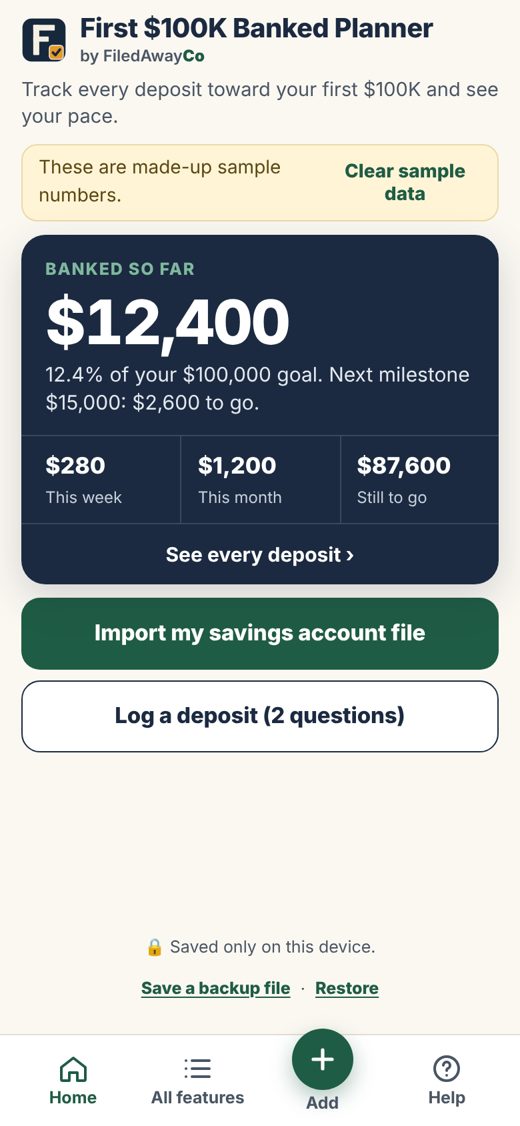 First $100K Banked Planner
by FiledAwayCo
Track every deposit toward your first $100K and see
your pace.
These are made-up sample
numbers.
Clear sample
data
BANKED SO FAR
$12,400
12.4% of your $100,000 goal. Next milestone
$15,000: $2,600 to go.
$280
This week
$1,200
This month
$87,600
Still to go
See every deposit ›
Import my savings account file
Log a deposit (2 questions)
🔒 Saved only on this device.
Save a backup file · Restore
Home
All features
Add
Help